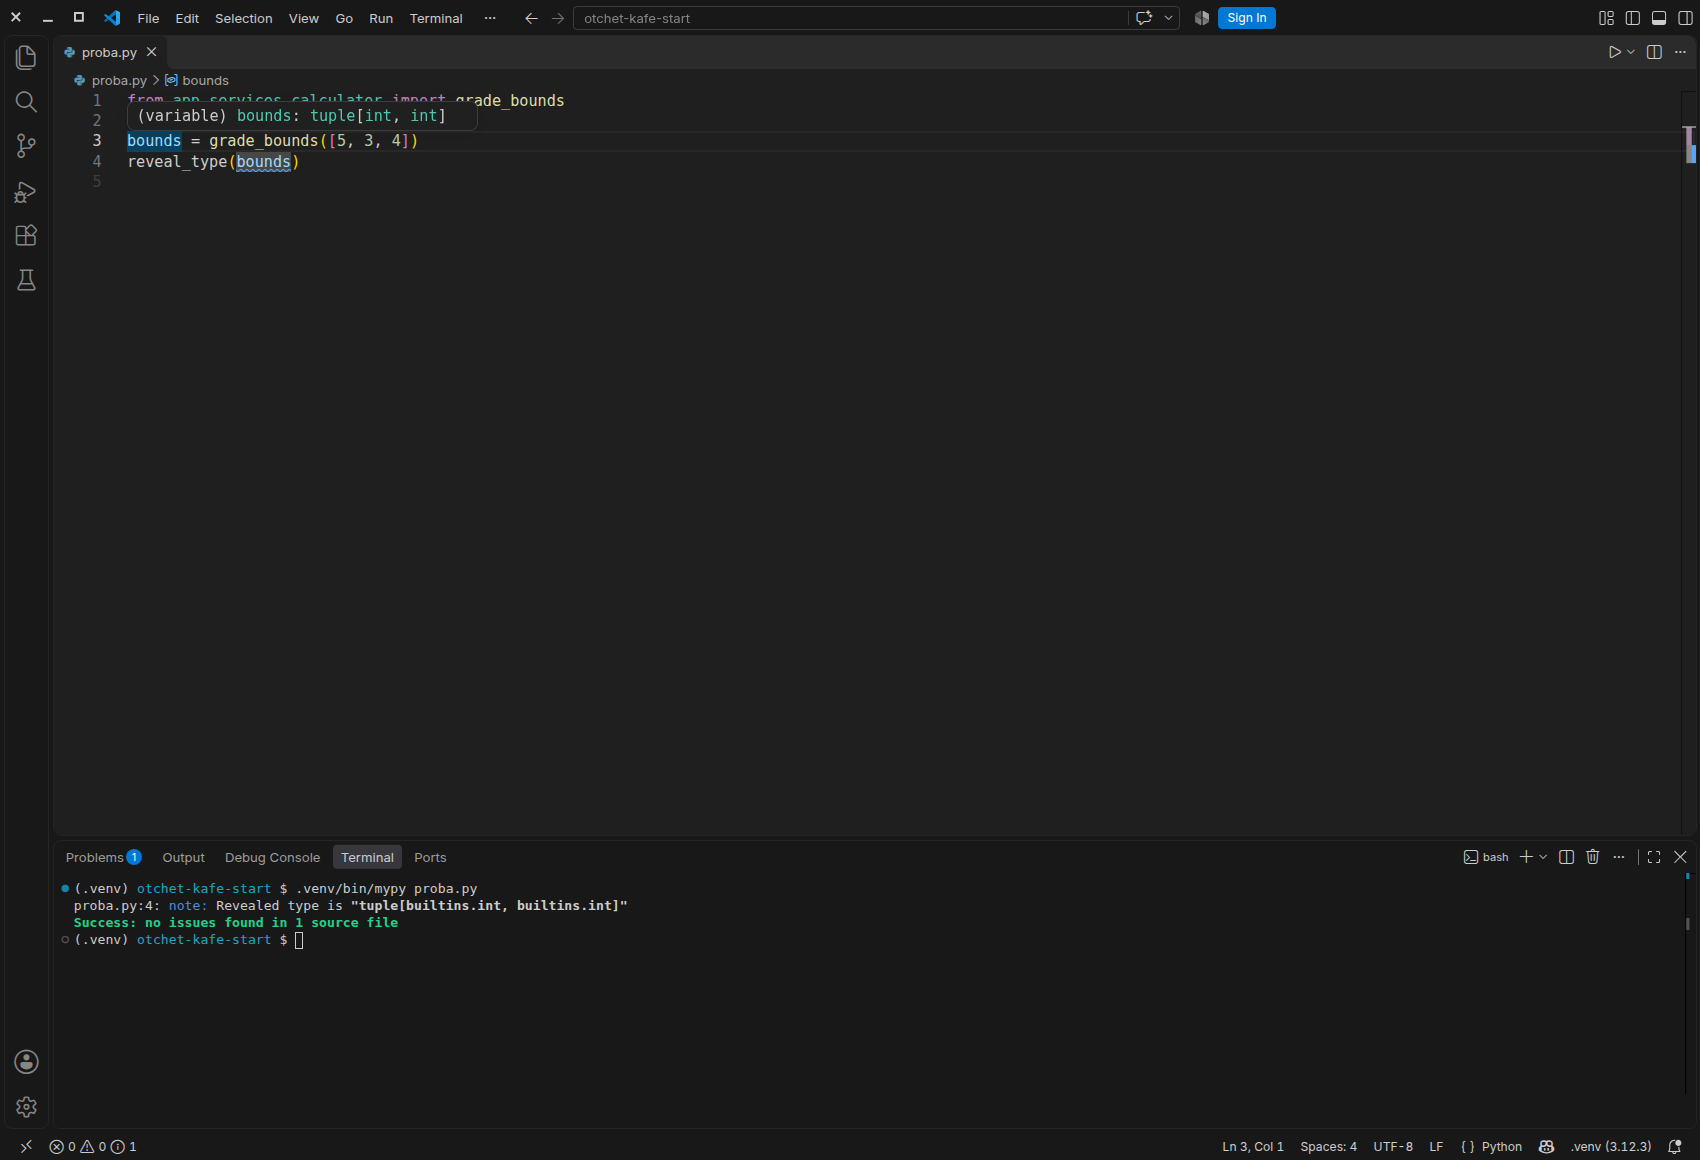 File Edit Selection View Go Run Terminal ··· otchet-kafe-start Sign In
proba.py
proba.py > bounds
1 from app.services.calculator import grade_bounds
(variable) bounds: tuple[int, int]
2
3 bounds = grade_bounds([5, 3, 4])
4 reveal_type(bounds)
5
Problems 1 Output Debug Console Terminal Ports bash
(.venv) otchet-kafe-start $ .venv/bin/mypy proba.py
proba.py:4: note: Revealed type is "tuple[builtins.int, builtins.int]"
Success: no issues found in 1 source file
(.venv) otchet-kafe-start $
0 0 1 Ln 3, Col 1 Spaces: 4 UTF-8 LF { } Python .venv (3.12.3)